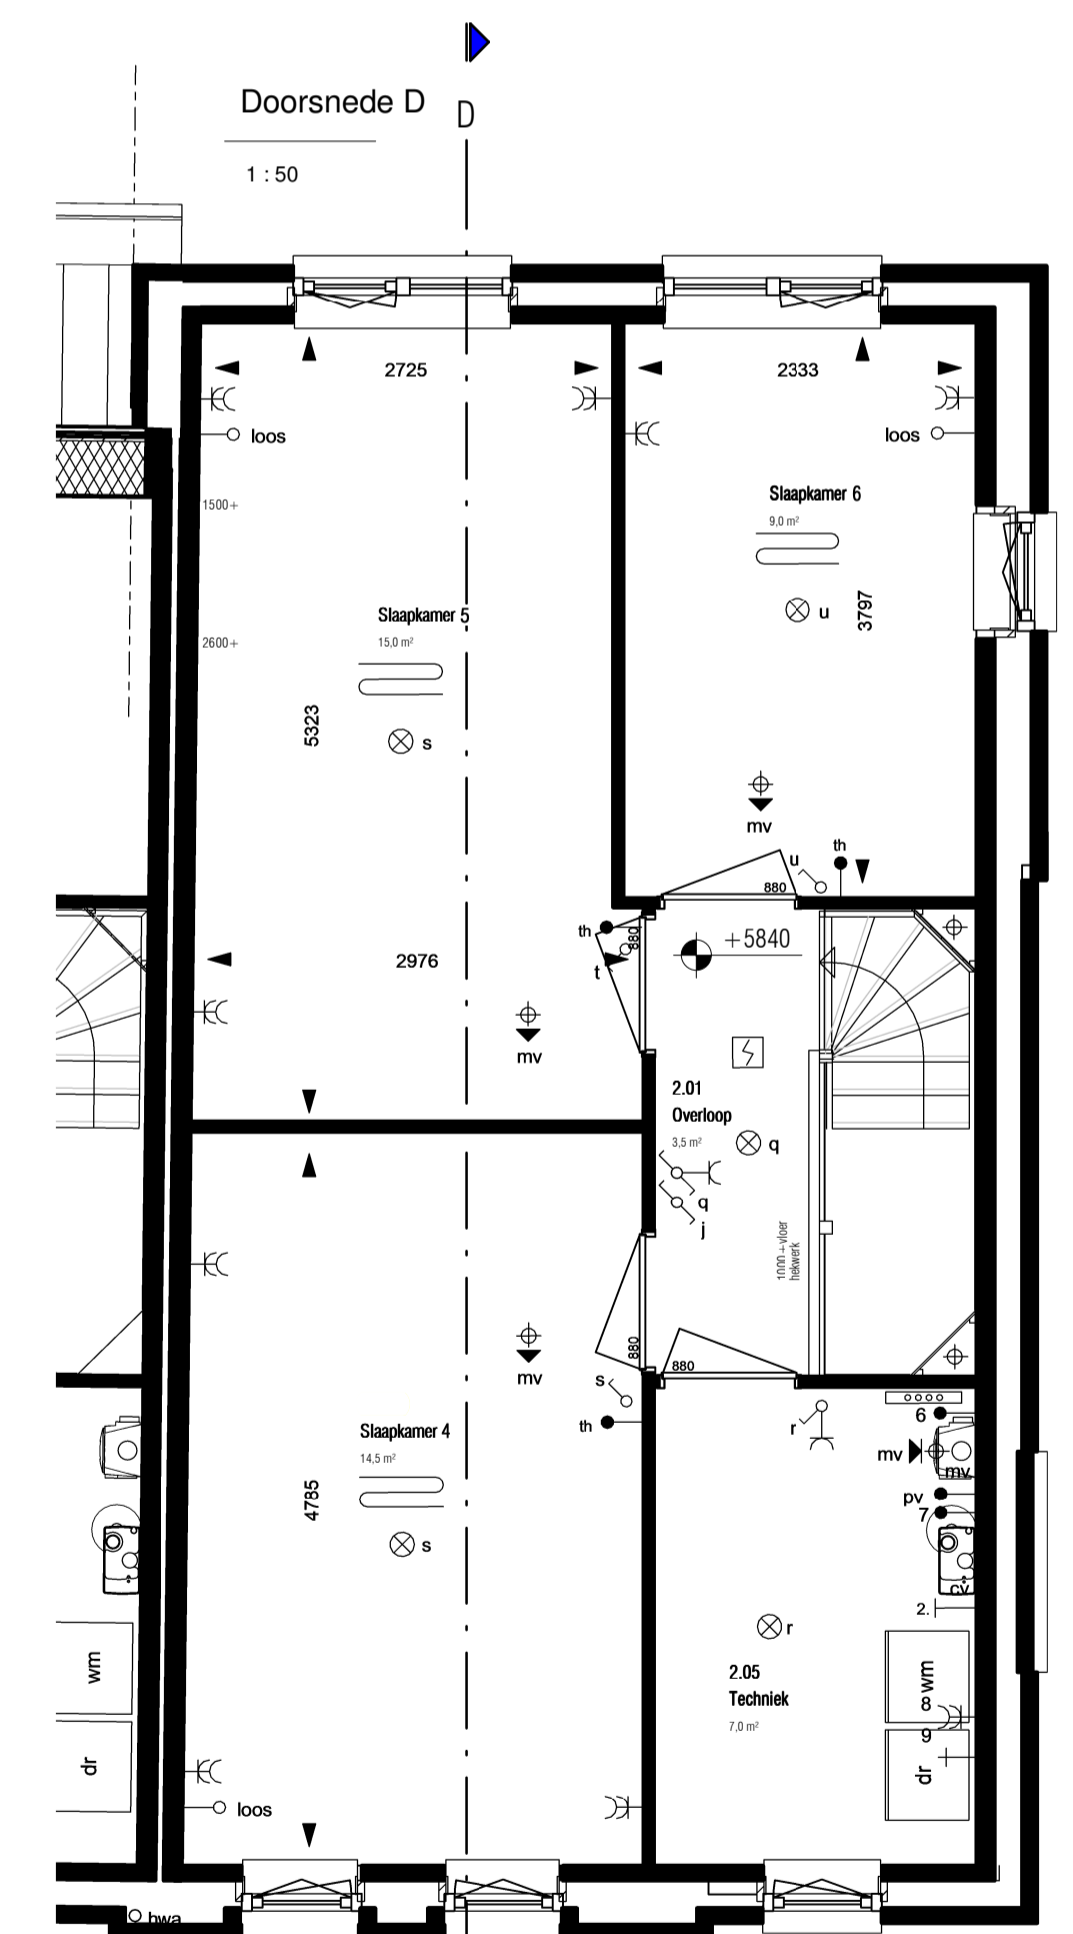 Doorsnede D
D
1 : 50
2725
2333
loos
loos
Slaapkamer 6
9,0 m²
1500+
u
3797
Slaapkamer 5
15,0 m²
2600+
5323
s
mv
u
th
880
th
880
t
+5840
2976
mv
2.01
Overloop
3,5 m²
q
q
j
1000 + vloer
hekwerk
880
880
mv
s
th
r
6
mv
mv
Slaapkamer 4
14,5 m²
4785
pv
7
s
cv
2.
r
wm
wm
2.05
Techniek
7,0 m²
8
9
dr
dr
loos
hwa